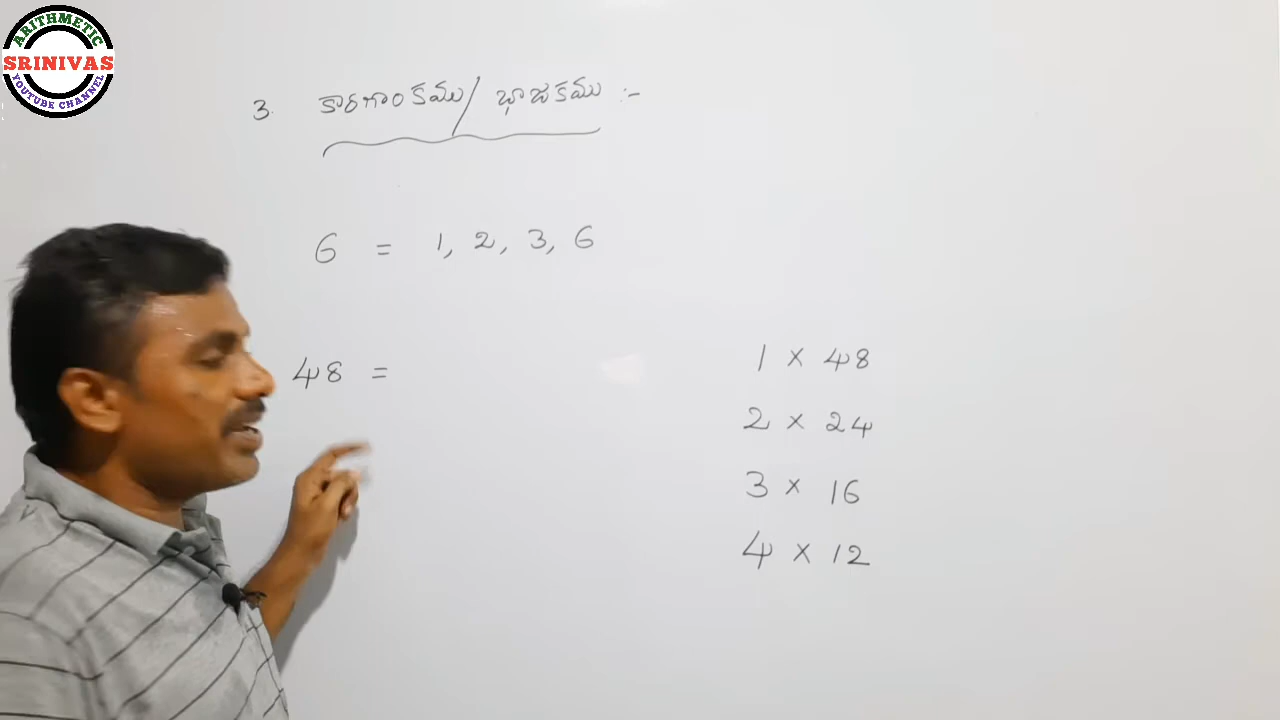 ARITHMETIC
SRINIVAS
YOUTUBE CHANNEL
3. కారణాంకము/ భాజకము :-
6 = 1, 2, 3, 6
48 =
1 × 48
2 × 24
3 × 16
4 × 12